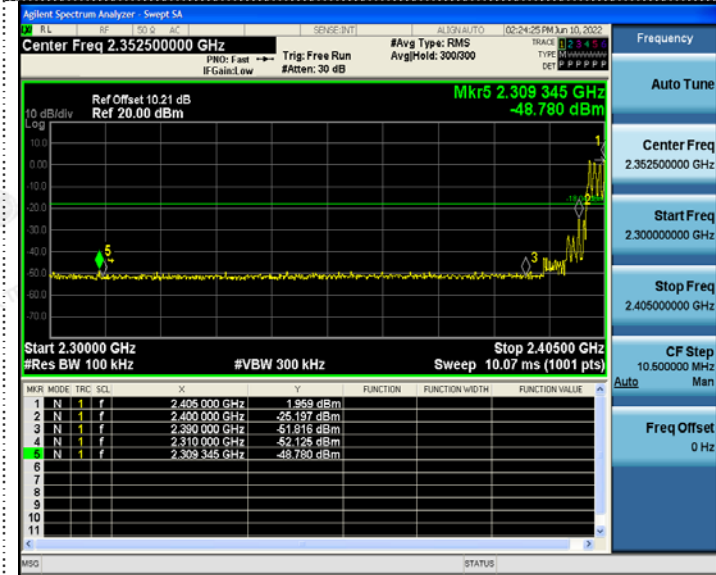 Agilent Spectrum Analyzer - Swept SA
RL RF 50 Ω AC SENSE:INT ALIGN AUTO 02:24:25 PM Jun 10, 2022
Center Freq 2.352500000 GHz
PNO: Fast
IFGain:Low
Trig: Free Run
#Atten: 30 dB
#Avg Type: RMS
Avg|Hold: 300/300
TRACE 1 2 3 4 5 6
TYPE M
DET P P P P P P
Mkr5 2.309 345 GHz
-48.780 dBm
Ref Offset 10.21 dB
10 dB/div Ref 20.00 dBm
Log
10.0
0.00
-10.0
-20.0
-30.0
-40.0
-50.0
-60.0
-70.0
1
2
3
4
5
Start 2.30000 GHz Stop 2.40500 GHz
#Res BW 100 kHz #VBW 300 kHz Sweep 10.07 ms (1001 pts)
MKR MODE TRC SCL X Y FUNCTION FUNCTION WIDTH FUNCTION VALUE
1 N 1 f 2.405 000 GHz 1.959 dBm
2 N 1 f 2.400 000 GHz -25.197 dBm
3 N 1 f 2.390 000 GHz -51.816 dBm
4 N 1 f 2.310 000 GHz -52.125 dBm
5 N 1 f 2.309 345 GHz -48.780 dBm
6
7
8
9
10
11
MSG STATUS
Frequency
Auto Tune
Center Freq
2.352500000 GHz
Start Freq
2.300000000 GHz
Stop Freq
2.405000000 GHz
CF Step
10.500000 MHz
Auto Man
Freq Offset
0 Hz